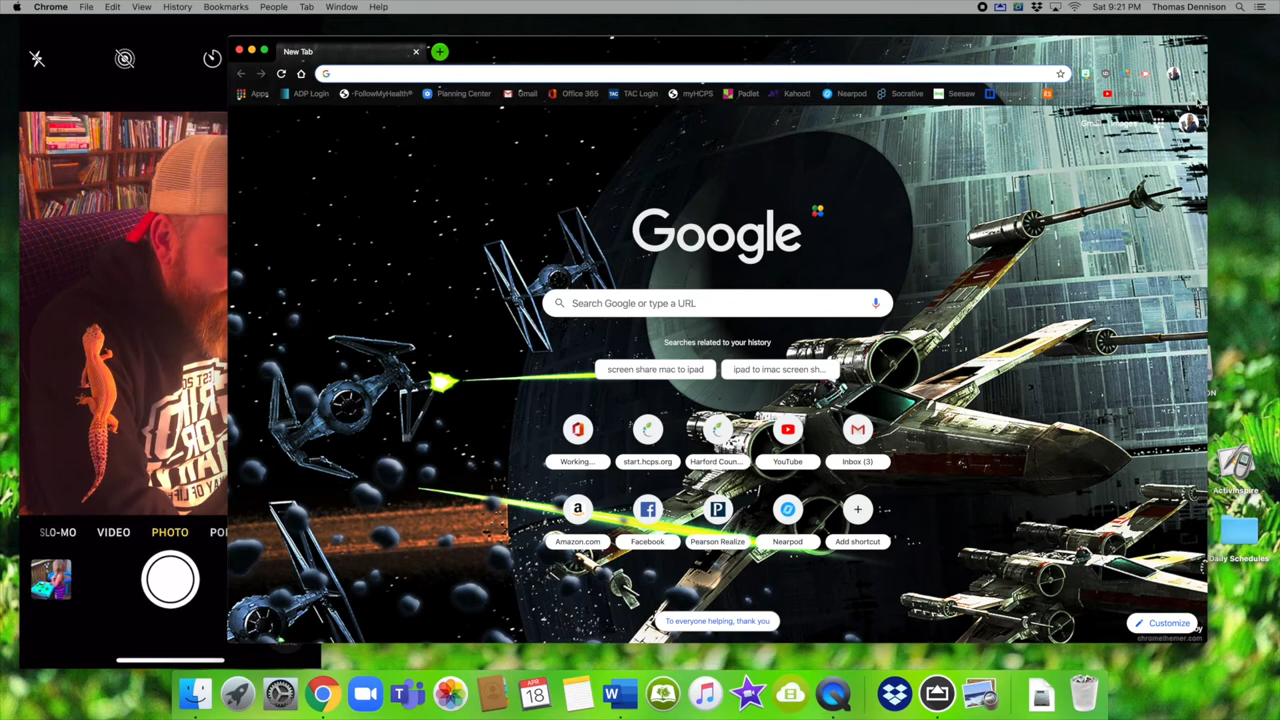 Chrome File Edit View History Bookmarks People Tab Window Help
Sat 9:21 PM Thomas Dennison
New Tab
Apps ADP Login -FollowMyHealth® Planning Center Gmail Office 365 TAC Login myHCPS Padlet Kahoot! Nearpod Socrative Seesaw
Gmail Images
Google
Search Google or type a URL
Searches related to your history
screen share mac to ipad
ipad to imac screen sh...
Working...
start.hcps.org
Harford Coun...
YouTube
Inbox (3)
Amazon.com
Facebook
Pearson Realize
Nearpod
Add shortcut
To everyone helping, thank you
Customize
chromethemer.com
SLO-MO VIDEO PHOTO
ActivInspire
Daily Schedules
APR
18